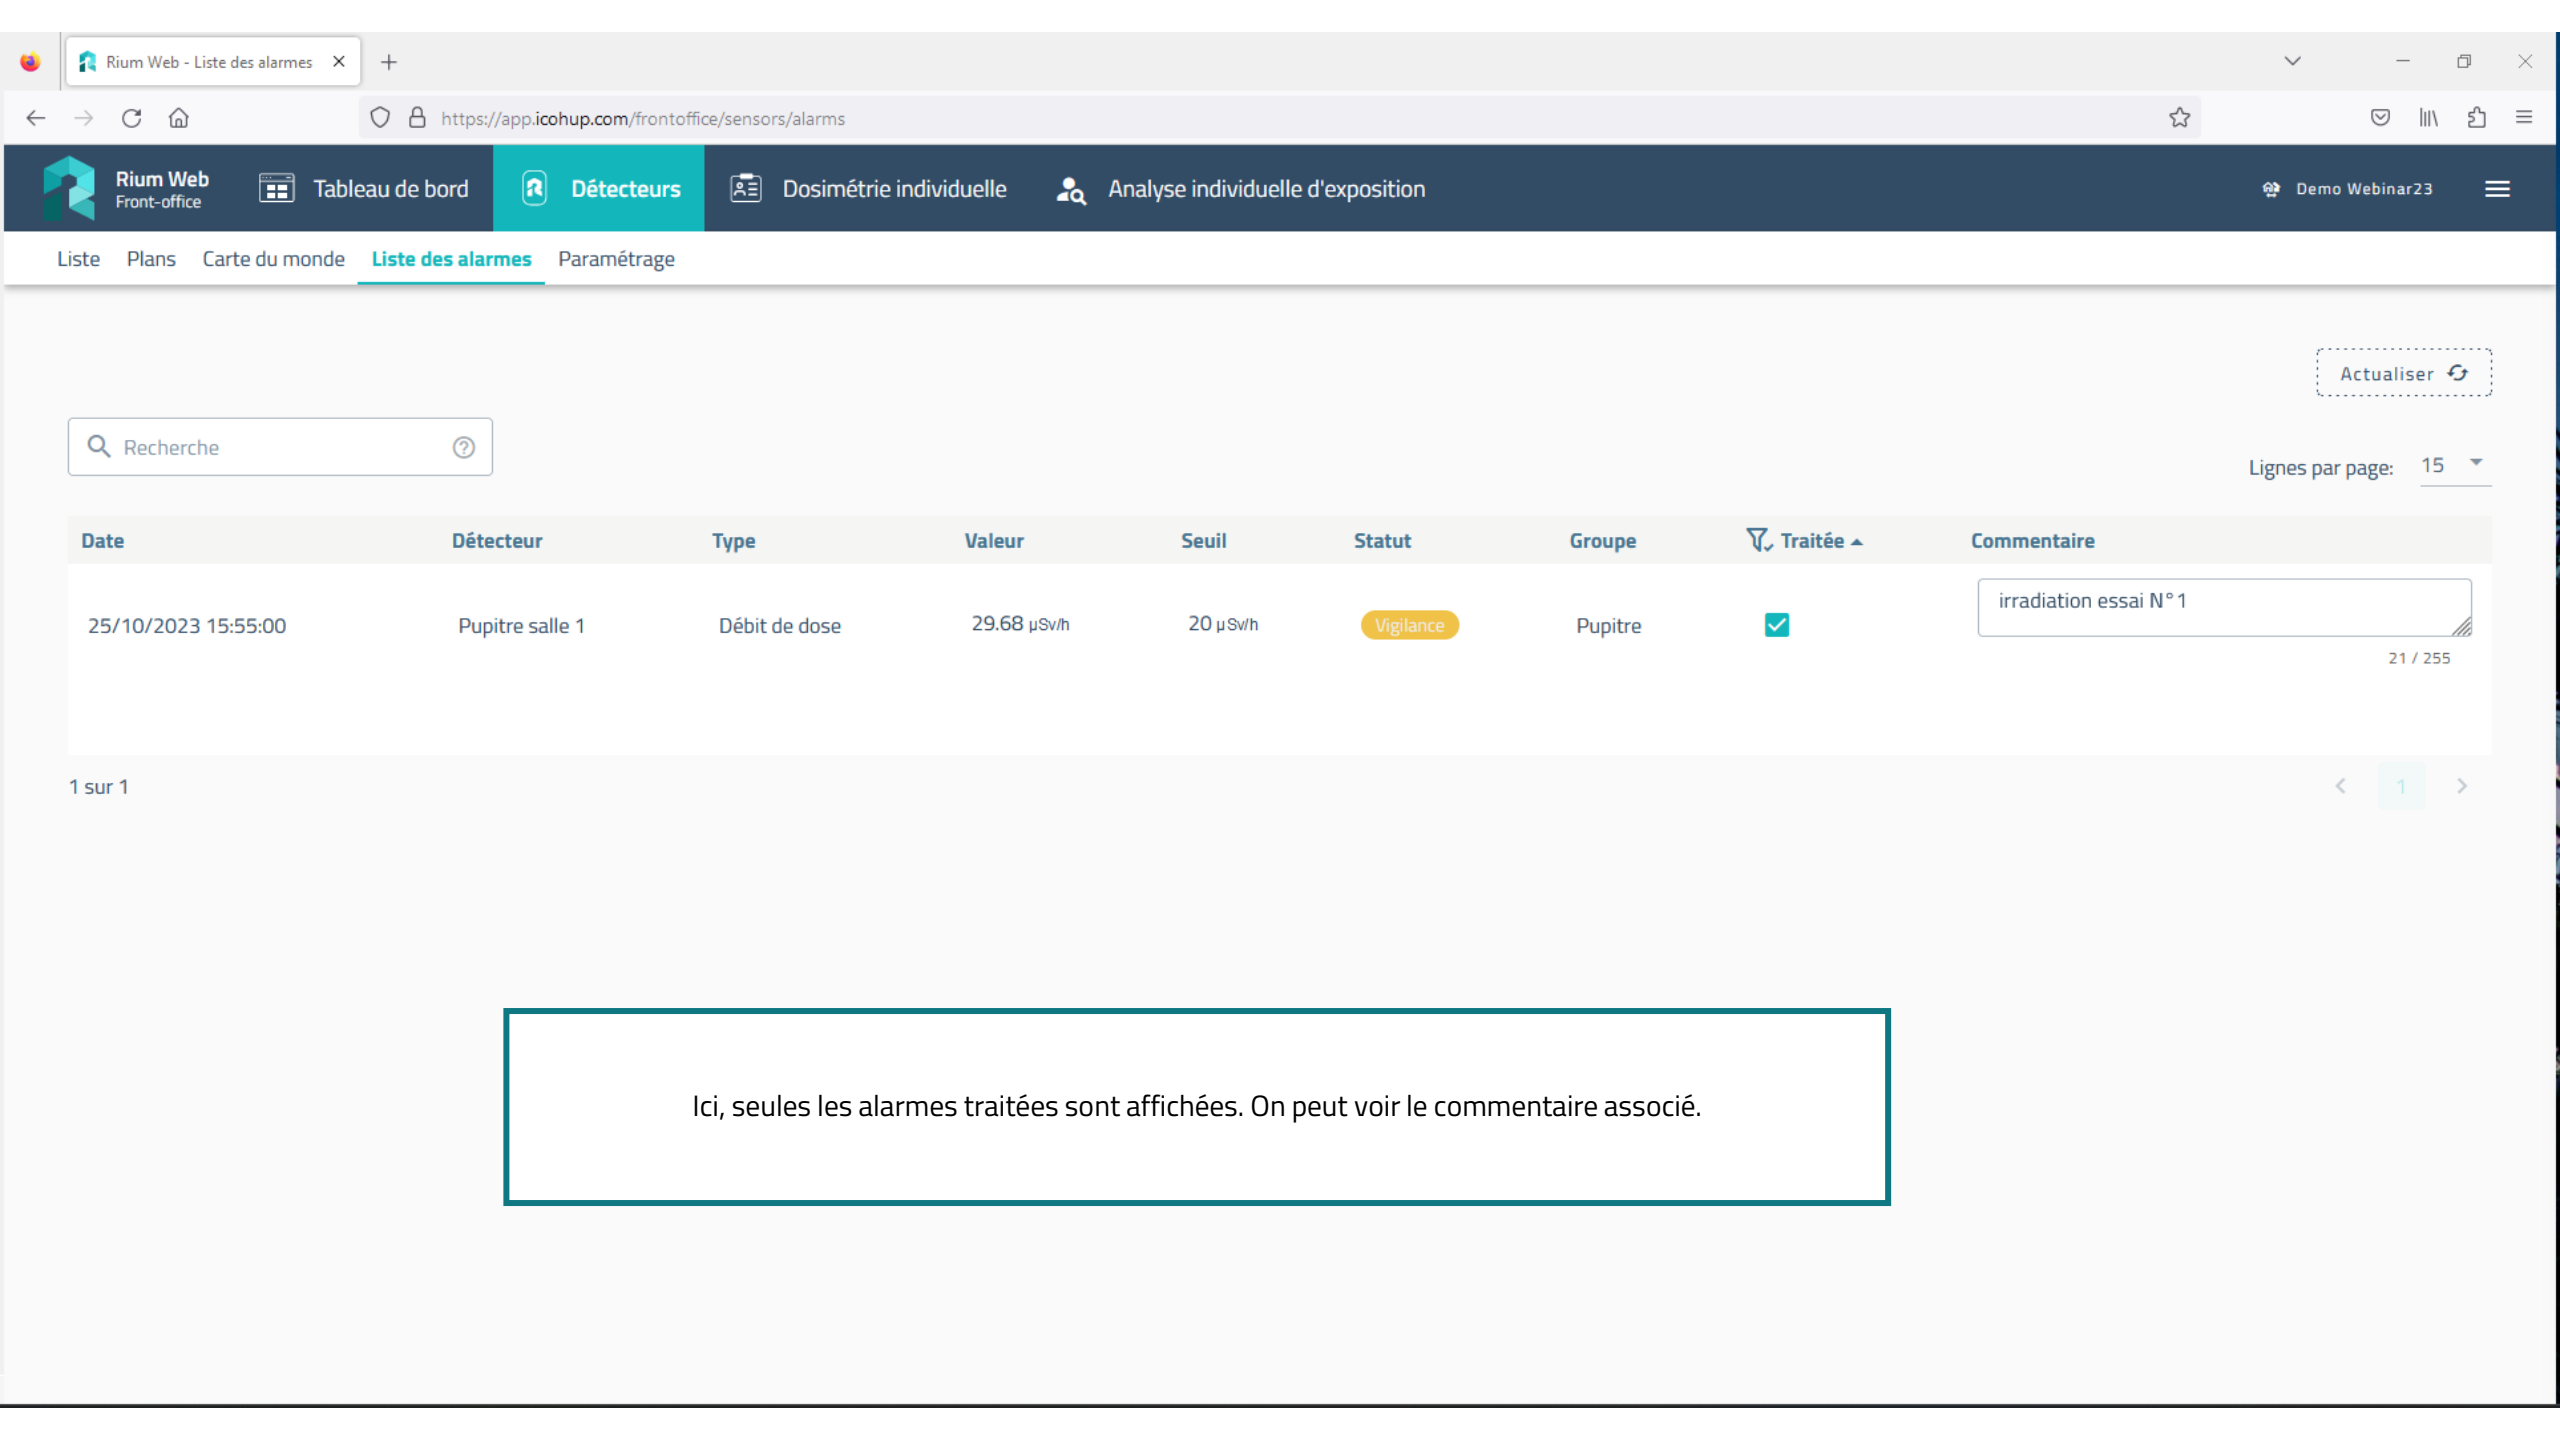 Rium Web - Liste des alarmes
https://app.icohup.com/frontoffice/sensors/alarms
Rium Web
Front-office
Tableau de bord
Détecteurs
Dosimétrie individuelle
Analyse individuelle d'exposition
Demo Webinar23
Liste Plans Carte du monde Liste des alarmes Paramétrage
Actualiser
Recherche
Lignes par page: 15
Date Détecteur Type Valeur Seuil Statut Groupe Traitée Commentaire
irradiation essai N°1
25/10/2023 15:55:00 Pupitre salle 1 Débit de dose 29.68 µSv/h 20 µSv/h Vigilance Pupitre
21 / 255
1 sur 1
1
Ici, seules les alarmes traitées sont affichées. On peut voir le commentaire associé.